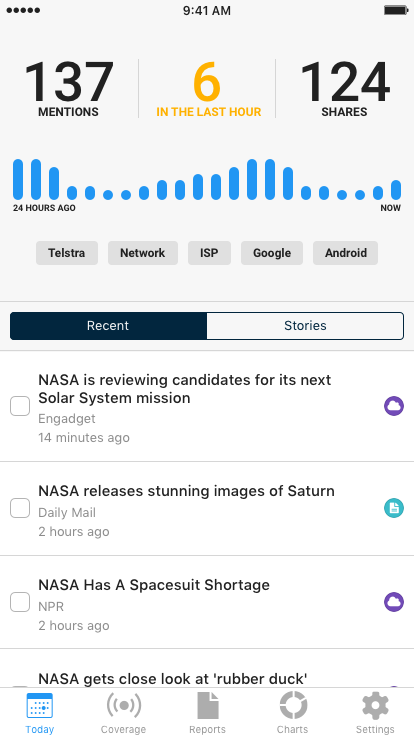 9:41 AM
137
MENTIONS
6
IN THE LAST HOUR
124
SHARES
24 HOURS AGO
NOW
Telstra
Network
ISP
Google
Android
Recent
Stories
NASA is reviewing candidates for its next
Solar System mission
Engadget
14 minutes ago
NASA releases stunning images of Saturn
Daily Mail
2 hours ago
NASA Has A Spacesuit Shortage
NPR
2 hours ago
NASA gets close look at 'rubber duck'
Today
Coverage
Reports
Charts
Settings